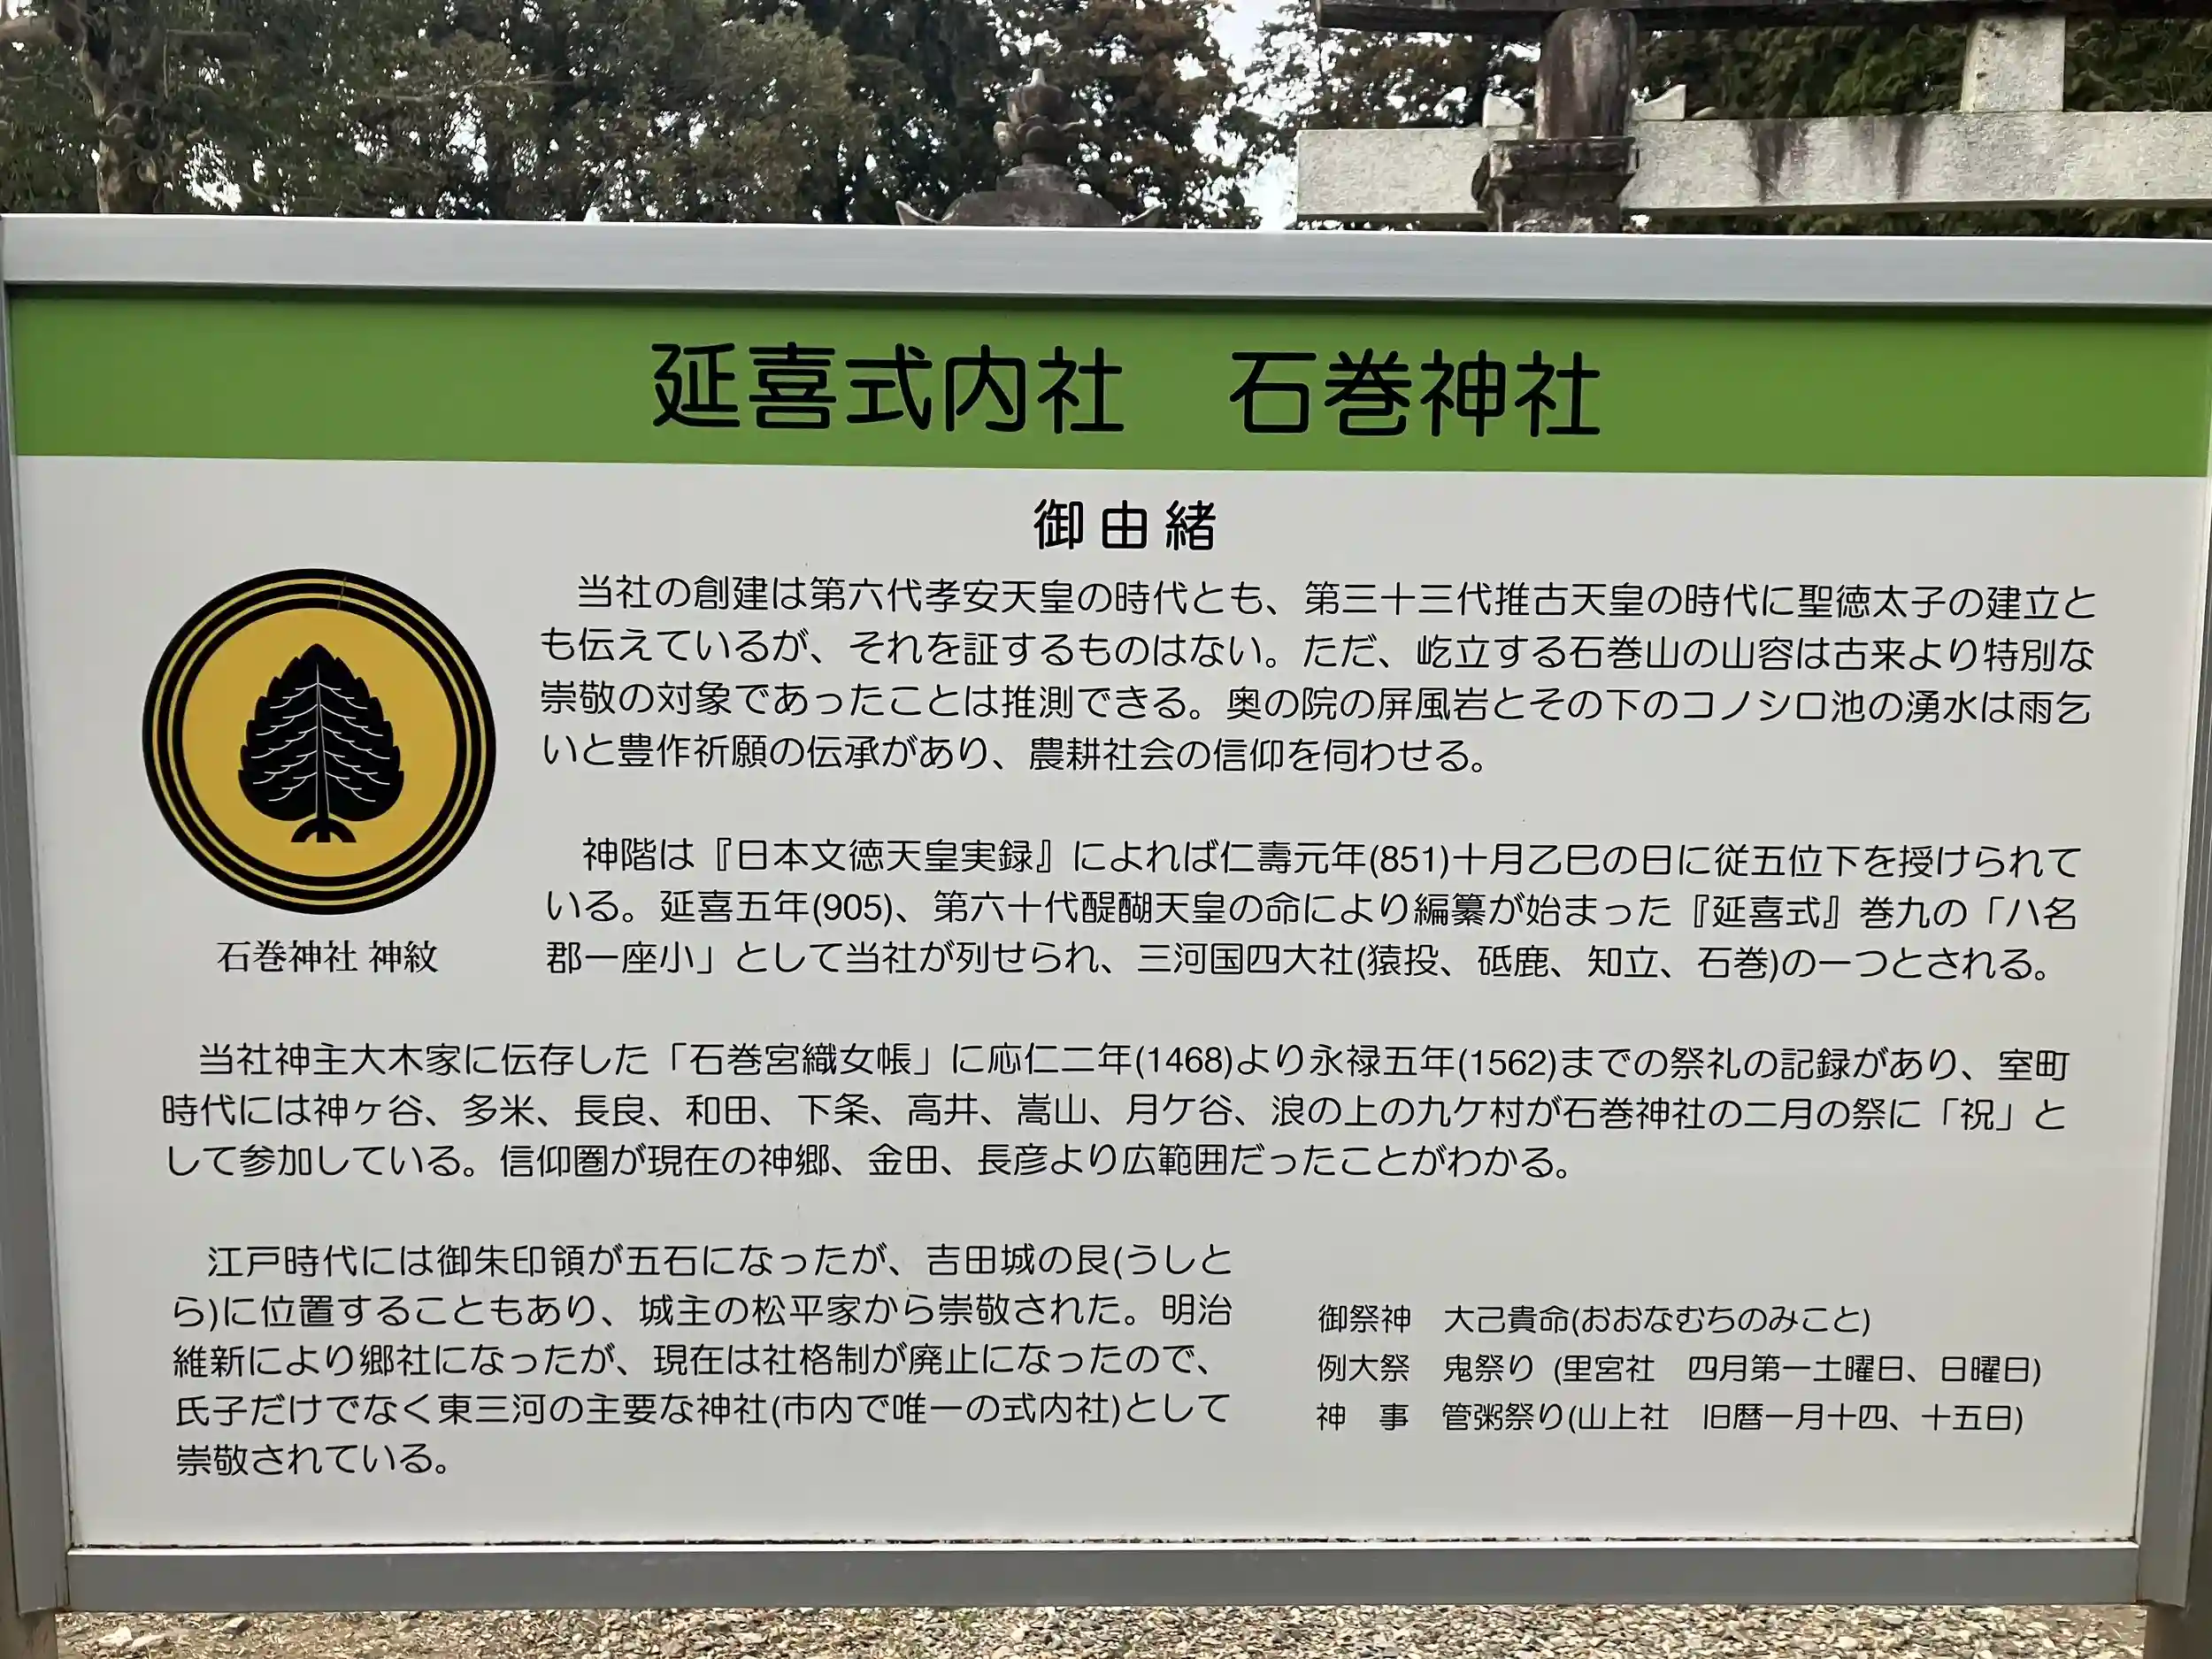 延喜式内社　石巻神社
御由緒
当社の創建は第六代孝安天皇の時代とも、第三十三代推古天皇の時代に聖徳太子の建立と
も伝えているが、それを証するものはない。ただ、屹立する石巻山の山容は古来より特別な
崇敬の対象であったことは推測できる。奥の院の屏風岩とその下のコノシロ池の湧水は雨乞
いと豊作祈願の伝承があり、農耕社会の信仰を伺わせる。
神階は『日本文徳天皇実録』によれば仁壽元年(851)十月乙巳の日に従五位下を授けられて
いる。延喜五年(905)、第六十代醍醐天皇の命により編纂が始まった『延喜式』巻九の「八名
郡一座小」として当社が列せられ、三河国四大社(猿投、砥鹿、知立、石巻)の一つとされる。
石巻神社 神紋
当社神主大木家に伝存した「石巻宮織女帳」に応仁二年(1468)より永禄五年(1562)までの祭礼の記録があり、室町
時代には神ヶ谷、多米、長良、和田、下条、高井、嵩山、月ケ谷、浪の上の九ケ村が石巻神社の二月の祭に「祝」と
して参加している。信仰圏が現在の神郷、金田、長彦より広範囲だったことがわかる。
江戸時代には御朱印領が五石になったが、吉田城の艮(うしと
ら)に位置することもあり、城主の松平家から崇敬された。明治
維新により郷社になったが、現在は社格制が廃止になったので、
氏子だけでなく東三河の主要な神社(市内で唯一の式内社)として
崇敬されている。
御祭神　大己貴命(おおなむちのみこと)
例大祭　鬼祭り (里宮社　四月第一土曜日、日曜日)
神　事　管粥祭り(山上社　旧暦一月十四、十五日)